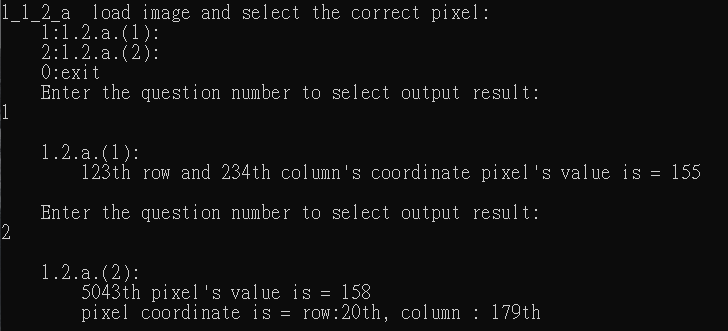 1_1_2_a  load image and select the correct pixel:
1:1.2.a.(1):
2:1.2.a.(2):
0:exit
Enter the question number to select output result:
1
1.2.a.(1):
123th row and 234th column's coordinate pixel's value is = 155
Enter the question number to select output result:
2
1.2.a.(2):
5043th pixel's value is = 158
pixel coordinate is = row:20th, column : 179th